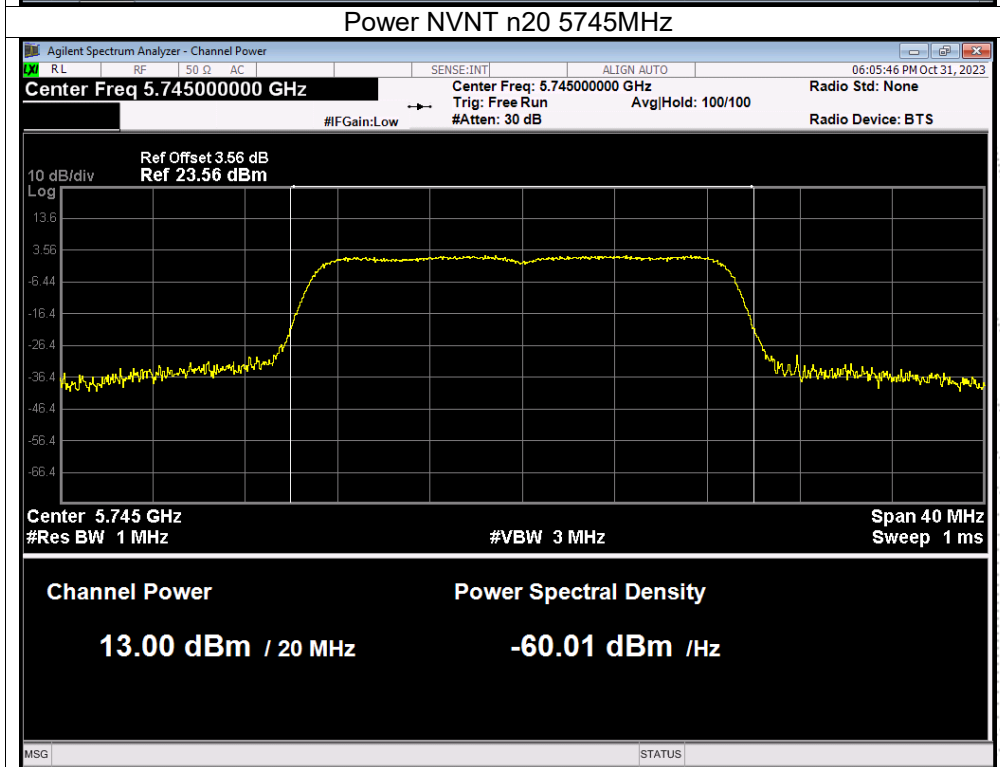 Power NVNT n20 5745MHz
Agilent Spectrum Analyzer - Channel Power
LXI RL RF 50 Ω AC SENSE:INT ALIGN AUTO 06:05:46 PM Oct 31, 2023
Center Freq 5.745000000 GHz Center Freq: 5.745000000 GHz Radio Std: None
Trig: Free Run Avg|Hold: 100/100
#IFGain:Low #Atten: 30 dB Radio Device: BTS
Ref Offset 3.56 dB
10 dB/div Ref 23.56 dBm
Log
13.6
3.56
-6.44
-16.4
-26.4
-36.4
-46.4
-56.4
-66.4
Center 5.745 GHz Span 40 MHz
#Res BW 1 MHz #VBW 3 MHz Sweep 1 ms
Channel Power Power Spectral Density
13.00 dBm / 20 MHz -60.01 dBm /Hz
MSG STATUS